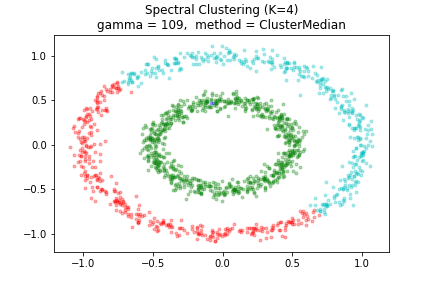 Spectral Clustering (K=4)
gamma = 109,  method = ClusterMedian
1.0
0.5
0.0
−0.5
−1.0
−1.0 −0.5 0.0 0.5 1.0